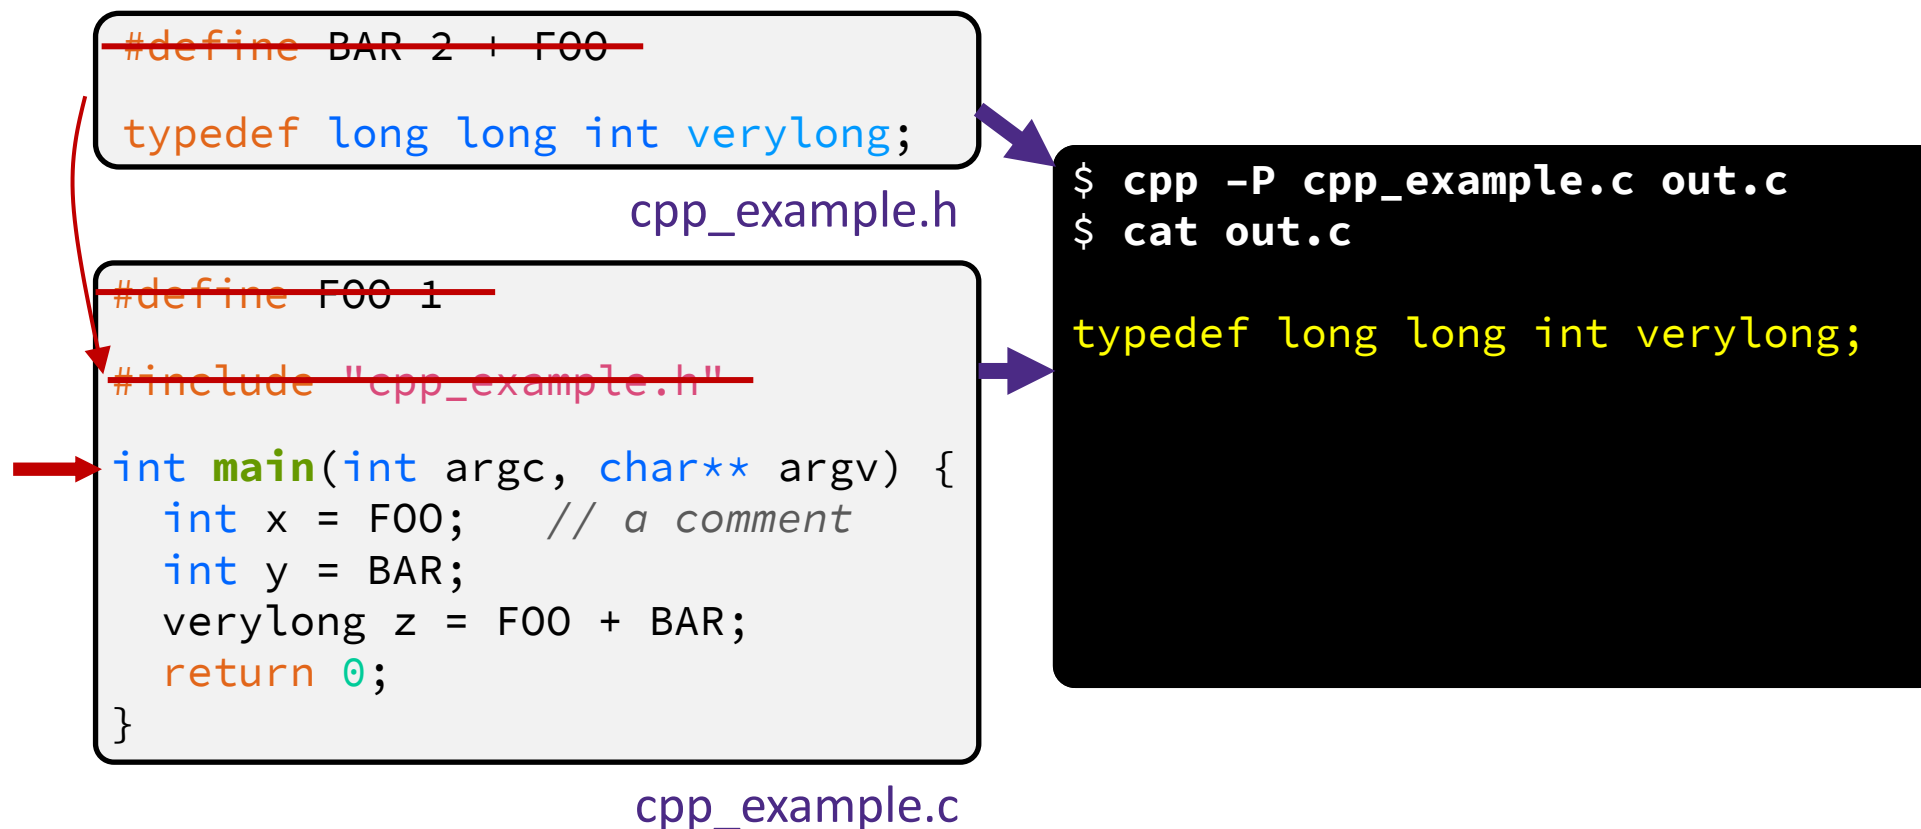 #define BAR 2 + FOO
typedef long long int verylong;
cpp_example.h
#define FOO 1
#include "cpp_example.h"
int main(int argc, char** argv) {
  int x = FOO;   // a comment
  int y = BAR;
  verylong z = FOO + BAR;
  return 0;
}
cpp_example.c
$ cpp –P cpp_example.c out.c
$ cat out.c
typedef long long int verylong;